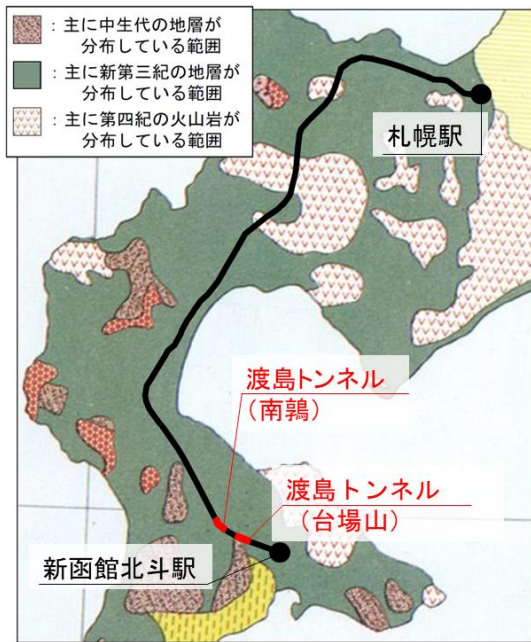 ：主に中生代の地層が
分布している範囲
：主に新第三紀の地層が
分布している範囲
：主に第四紀の火山岩が
分布している範囲
札幌駅
渡島トンネル
（南鶉）
渡島トンネル
（台場山）
新函館北斗駅